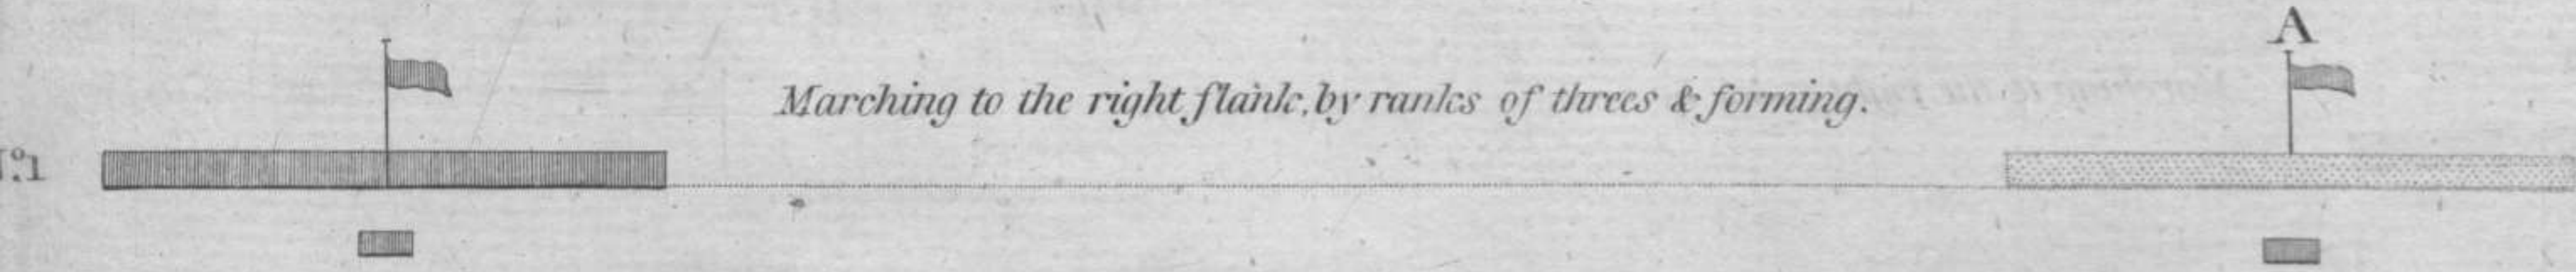 A
Marching to the right flank, by ranks of threes & forming.
№1